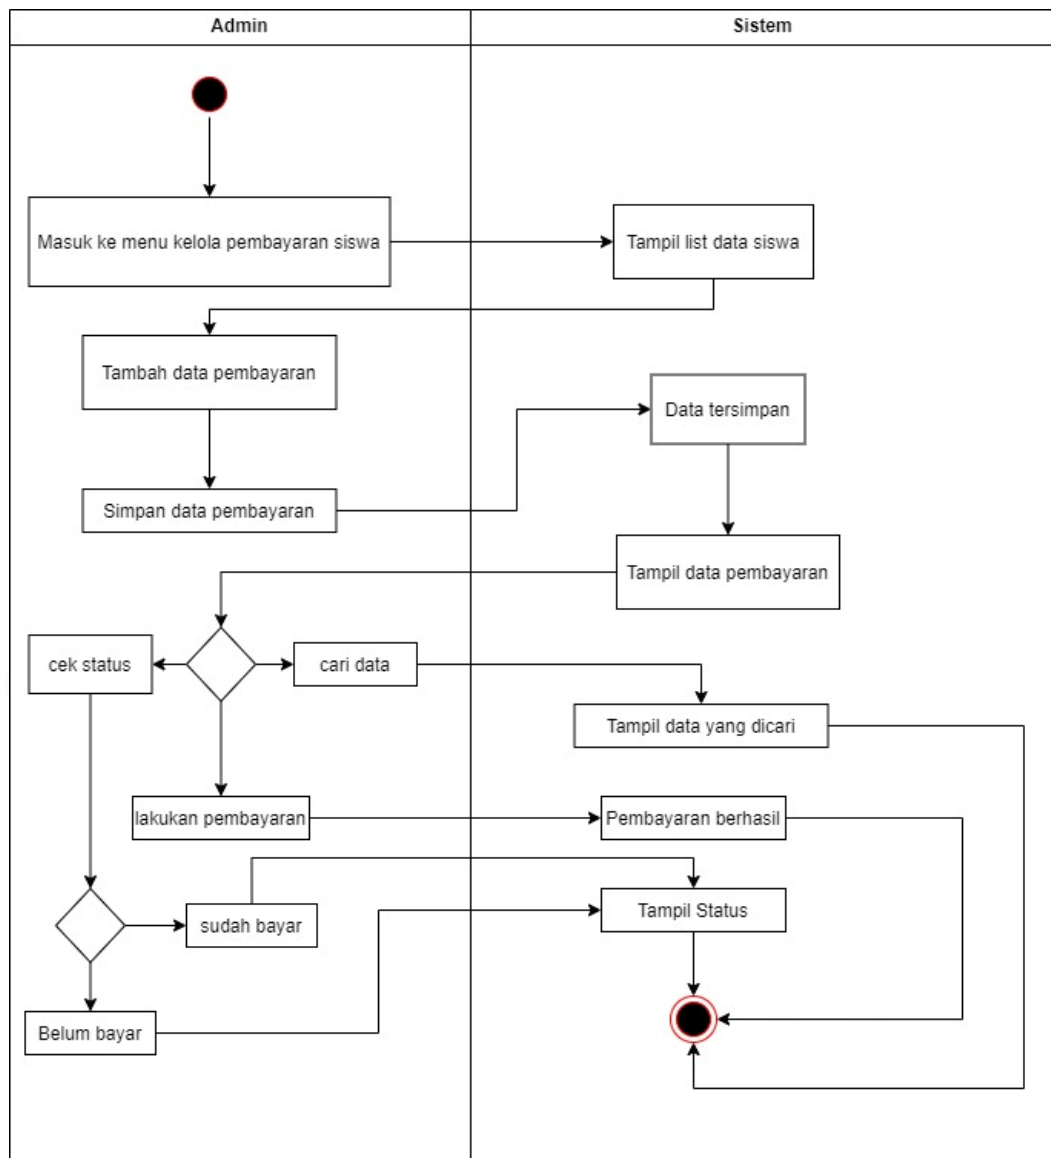 Admin
Sistem
Masuk ke menu kelola pembayaran siswa
Tampil list data siswa
Tambah data pembayaran
Data tersimpan
Simpan data pembayaran
Tampil data pembayaran
cek status
cari data
Tampil data yang dicari
lakukan pembayaran
Pembayaran berhasil
sudah bayar
Tampil Status
Belum bayar